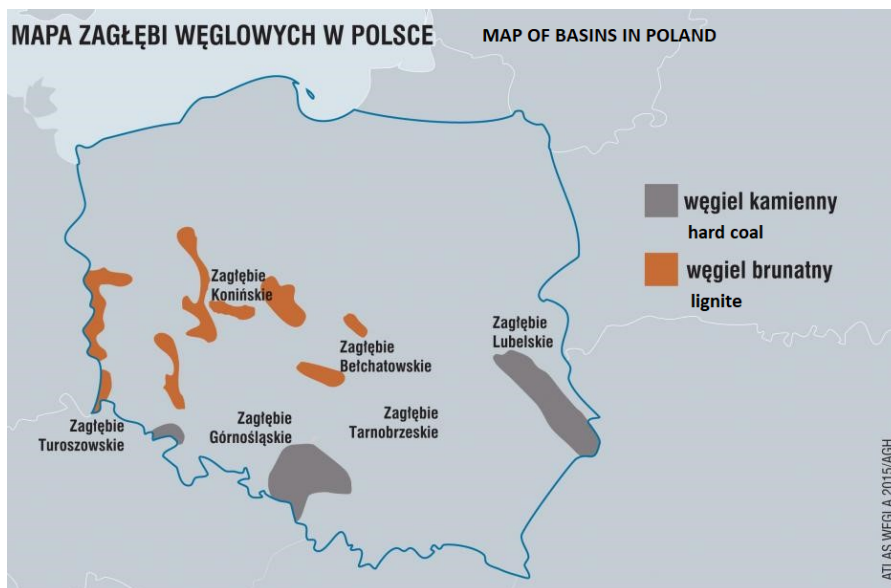 MAPA ZAGŁĘBI WĘGLOWYCH W POLSCE
MAP OF BASINS IN POLAND
węgiel kamienny
hard coal
węgiel brunatny
lignite
Zagłębie
Konińskie
Zagłębie
Bełchatowskie
Zagłębie
Lubelskie
Zagłębie
Turoszowskie
Zagłębie
Górnośląskie
Zagłębie
Tarnobrzeskie
ATLAS WĘGLA 2015/AGH